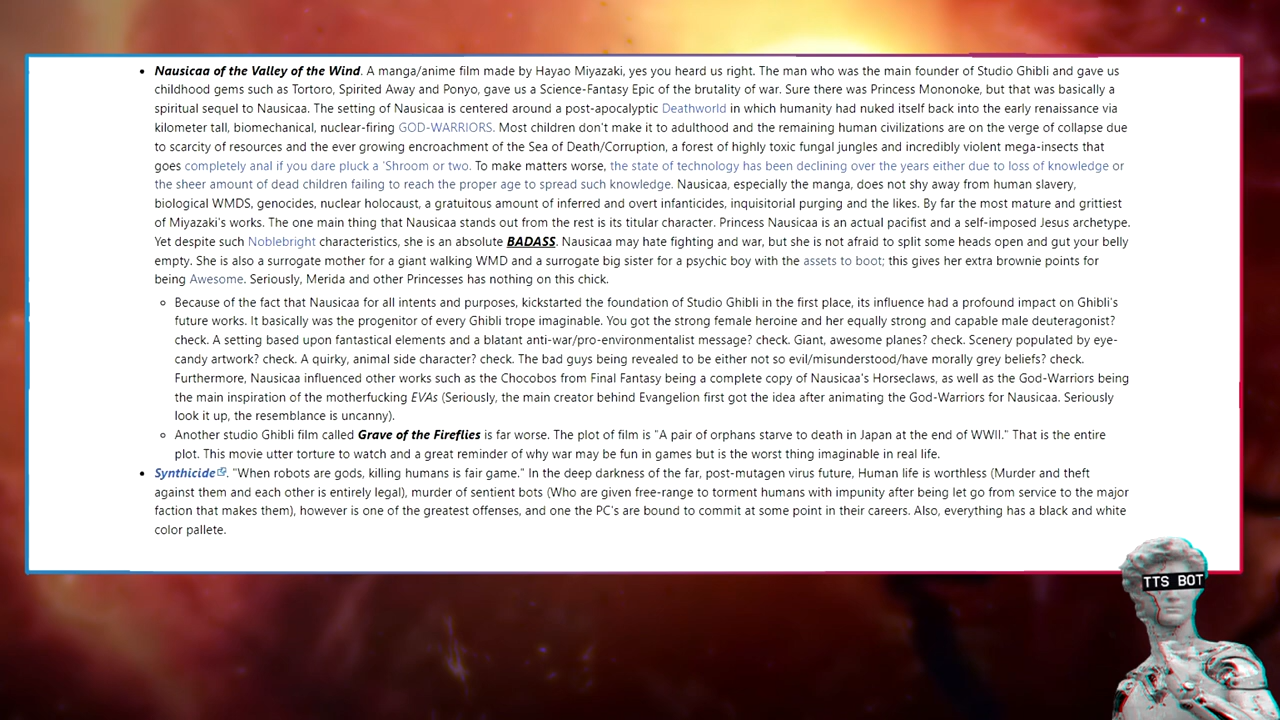 • Nausicaa of the Valley of the Wind. A manga/anime film made by Hayao Miyazaki, yes you heard us right. The man who was the main founder of Studio Ghibli and gave us
childhood gems such as Tortoro, Spirited Away and Ponyo, gave us a Science-Fantasy Epic of the brutality of war. Sure there was Princess Mononoke, but that was basically a
spiritual sequel to Nausicaa. The setting of Nausicaa is centered around a post-apocalyptic Deathworld in which humanity had nuked itself back into the early renaissance via
kilometer tall, biomechanical, nuclear-firing GOD-WARRIORS. Most children don't make it to adulthood and the remaining human civilizations are on the verge of collapse due
to scarcity of resources and the ever growing encroachment of the Sea of Death/Corruption, a forest of highly toxic fungal jungles and incredibly violent mega-insects that
goes completely anal if you dare pluck a 'Shroom or two. To make matters worse, the state of technology has been declining over the years either due to loss of knowledge or
the sheer amount of dead children failing to reach the proper age to spread such knowledge. Nausicaa, especially the manga, does not shy away from human slavery,
biological WMDS, genocides, nuclear holocaust, a gratuitous amount of inferred and overt infanticides, inquisitorial purging and the likes. By far the most mature and grittiest
of Miyazaki's works. The one main thing that Nausicaa stands out from the rest is its titular character. Princess Nausicaa is an actual pacifist and a self-imposed Jesus archetype.
Yet despite such Noblebright characteristics, she is an absolute BADASS. Nausicaa may hate fighting and war, but she is not afraid to split some heads open and gut your belly
empty. She is also a surrogate mother for a giant walking WMD and a surrogate big sister for a psychic boy with the assets to boot; this gives her extra brownie points for
being Awesome. Seriously, Merida and other Princesses has nothing on this chick.
◦ Because of the fact that Nausicaa for all intents and purposes, kickstarted the foundation of Studio Ghibli in the first place, its influence had a profound impact on Ghibli's
future works. It basically was the progenitor of every Ghibli trope imaginable. You got the strong female heroine and her equally strong and capable male deuteragonist?
check. A setting based upon fantastical elements and a blatant anti-war/pro-environmentalist message? check. Giant, awesome planes? check. Scenery populated by eye-
candy artwork? check. A quirky, animal side character? check. The bad guys being revealed to be either not so evil/misunderstood/have morally grey beliefs? check.
Furthermore, Nausicaa influenced other works such as the Chocobos from Final Fantasy being a complete copy of Nausicaa's Horseclaws, as well as the God-Warriors being
the main inspiration of the motherfucking EVAs (Seriously, the main creator behind Evangelion first got the idea after animating the God-Warriors for Nausicaa. Seriously
look it up, the resemblance is uncanny).
◦ Another studio Ghibli film called Grave of the Fireflies is far worse. The plot of film is "A pair of orphans starve to death in Japan at the end of WWII." That is the entire
plot. This movie utter torture to watch and a great reminder of why war may be fun in games but is the worst thing imaginable in real life.
• Synthicide. "When robots are gods, killing humans is fair game." In the deep darkness of the far, post-mutagen virus future, Human life is worthless (Murder and theft
against them and each other is entirely legal), murder of sentient bots (Who are given free-range to torment humans with impunity after being let go from service to the major
faction that makes them), however is one of the greatest offenses, and one the PC's are bound to commit at some point in their careers. Also, everything has a black and white
color pallete.
TTS BOT